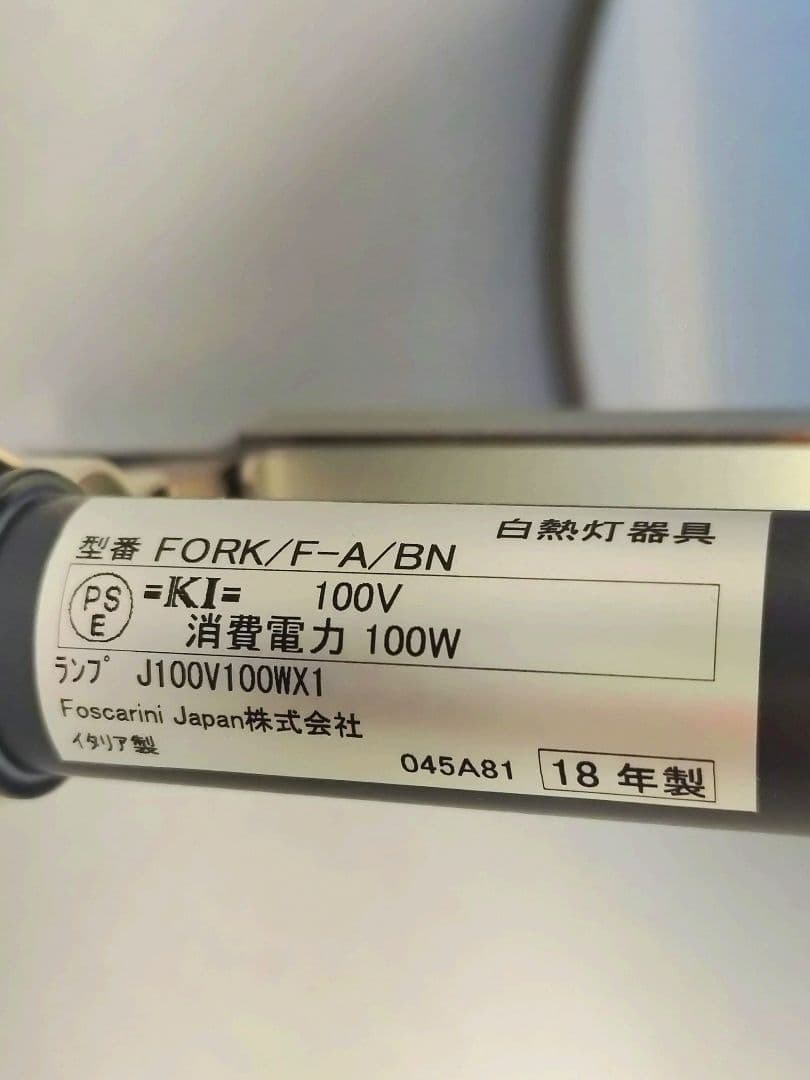 白熱灯器具
型番 FORK/F-A/BN
PS
E
=KI= 100V
消費電力 100W
ランプ J100V100WX1
Foscarini Japan株式会社
イタリア製
045A81 18年製